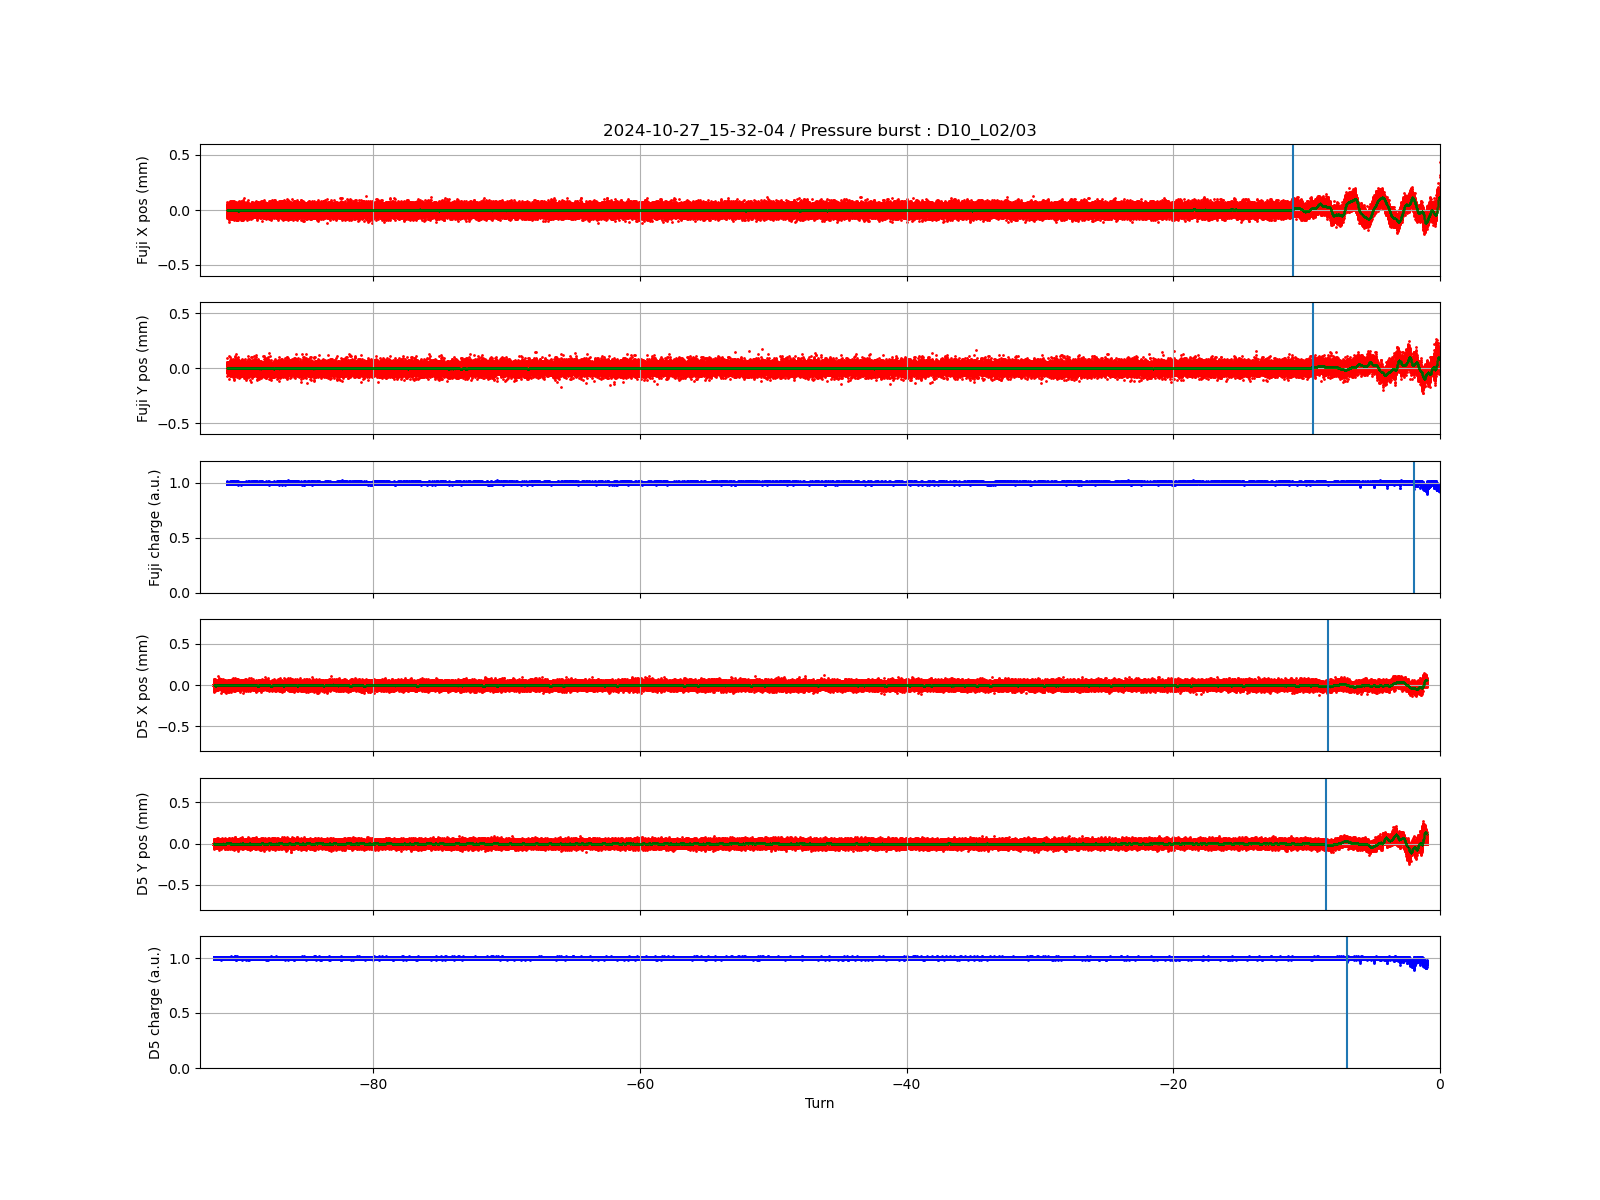 2024-10-27_15-32-04 / Pressure burst : D10_L02/03
Fuji X pos (mm)
0.5
0.0
−0.5
Fuji Y pos (mm)
0.5
0.0
−0.5
Fuji charge (a.u.)
1.0
0.5
0.0
D5 X pos (mm)
0.5
0.0
−0.5
D5 Y pos (mm)
0.5
0.0
−0.5
D5 charge (a.u.)
1.0
0.5
0.0
−80 −60 −40 −20 0
Turn